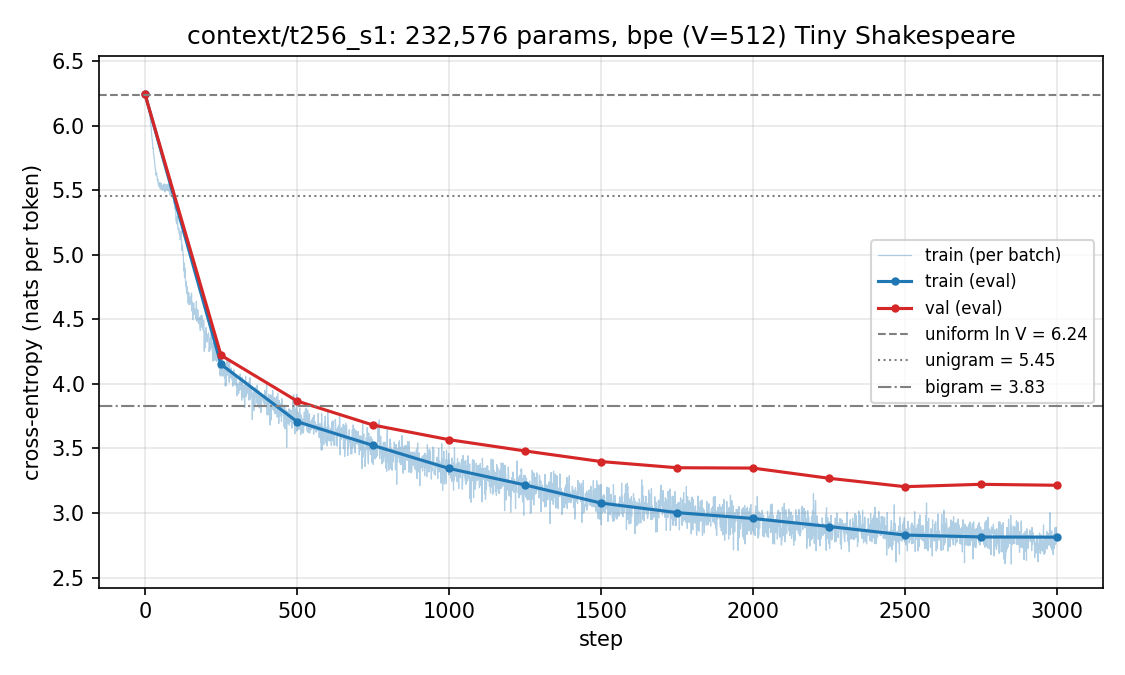 context/t256_s1: 232,576 params, bpe (V=512) Tiny Shakespeare
cross-entropy (nats per token)
6.5
6.0
5.5
5.0
4.5
4.0
3.5
3.0
2.5
train (per batch)
train (eval)
val (eval)
uniform ln V = 6.24
unigram = 5.45
bigram = 3.83
0 500 1000 1500 2000 2500 3000
step